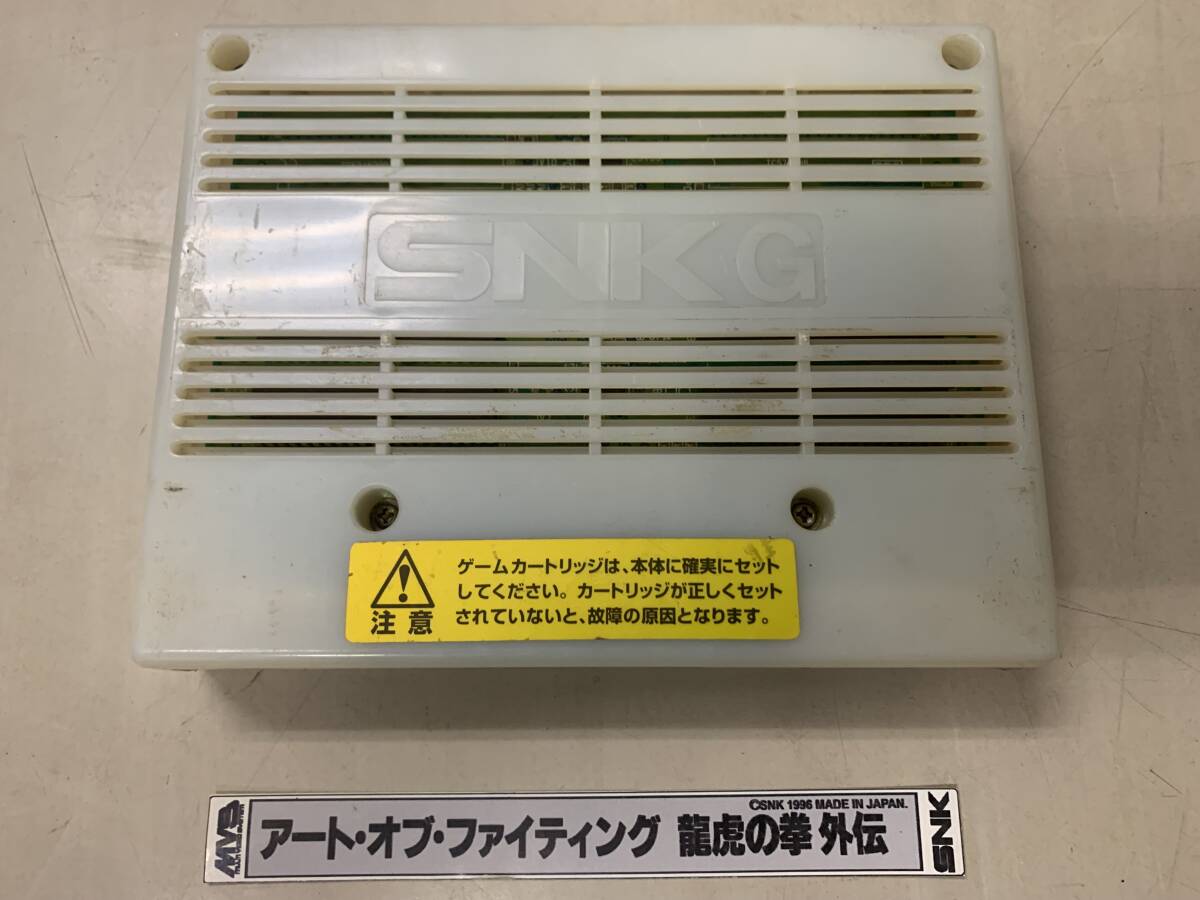 SNK G
ゲームカートリッジは、本体に確実にセット
してください。カートリッジが正しくセット
されていないと、故障の原因となります。
注意
©SNK 1996 MADE IN JAPAN.
MVS
MULTI VIDEO SYSTEM
アート・オブ・ファイティング 龍虎の拳 外伝
SNK